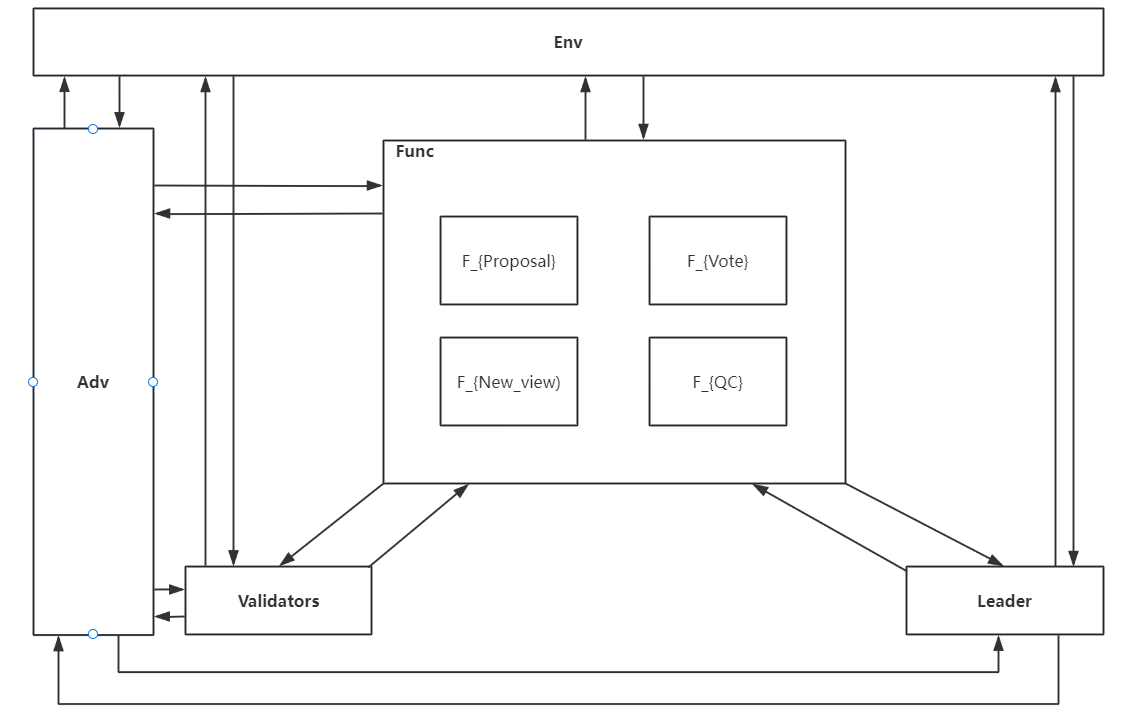 Env
Func
F_{Proposal}
F_{Vote}
Adv
F_{New_view)
F_{QC}
Validators
Leader